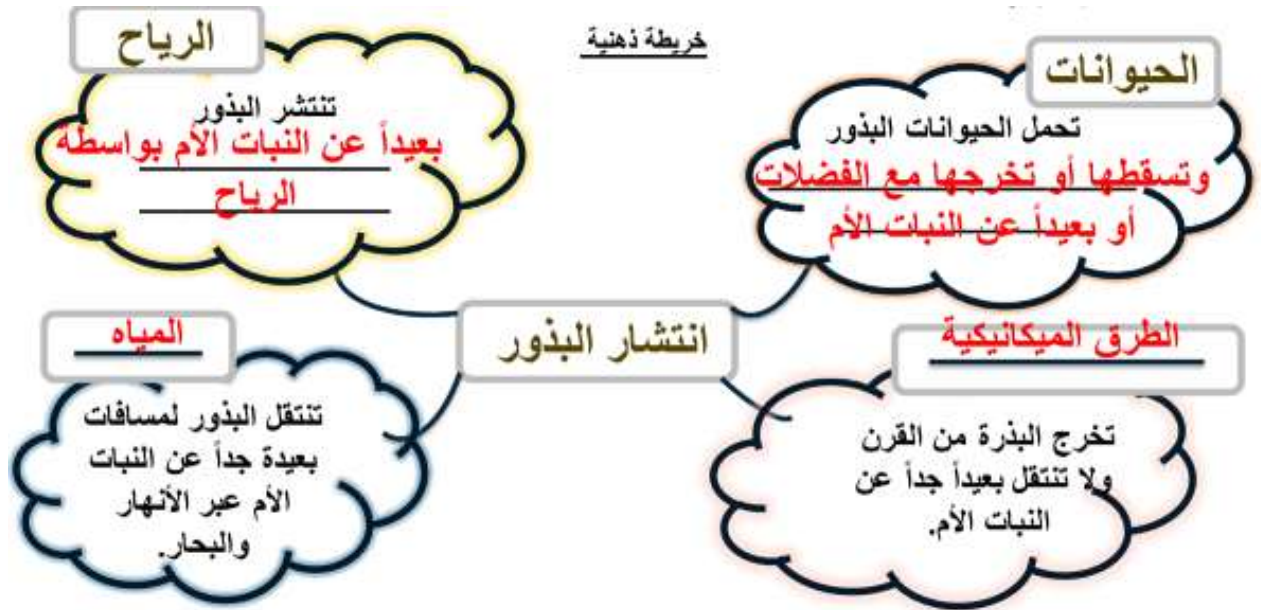 خريطة ذهنية
الحيوانات
تحمل الحيوانات البذور
وتسقطها أو تخرجها مع الفضلات
أو بعيداً عن النبات الأم
الرياح
تنتشر البذور
بعيداً عن النبات الأم بواسطة
الرياح
انتشار البذور
الطرق الميكانيكية
تخرج البذرة من القرن
ولا تنتقل بعيداً جداً عن
النبات الأم.
المياه
تنتقل البذور لمسافات
بعيدة جداً عن النبات
الأم عبر الأنهار
والبحار.